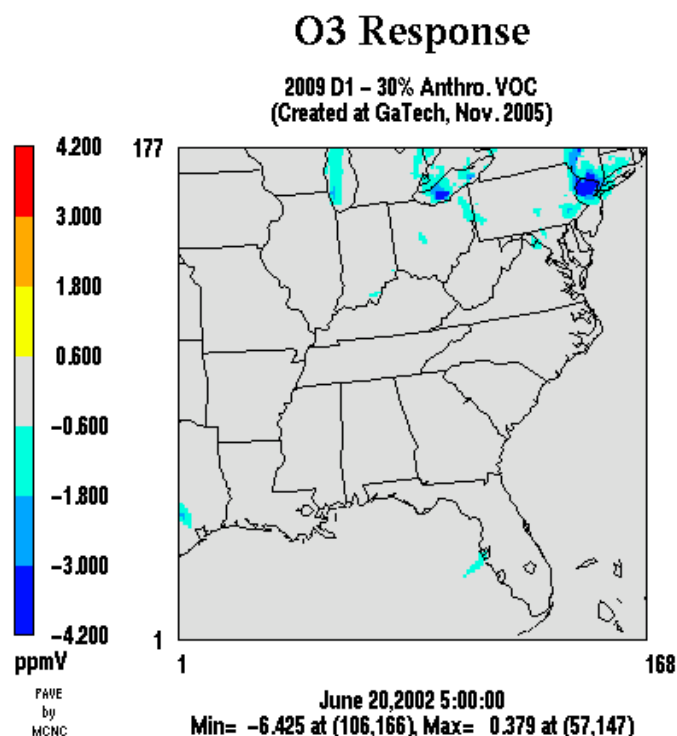 O3 Response
2009 D1 – 30% Anthro. VOC
(Created at GaTech, Nov. 2005)
4.200
3.000
1.800
0.600
−0.600
−1.800
−3.000
−4.200
ppmV
PAVE
by
MCNC
177
1
1
168
June 20,2002 5:00:00
Min= −6.425 at (106,166), Max= 0.379 at (57,147)